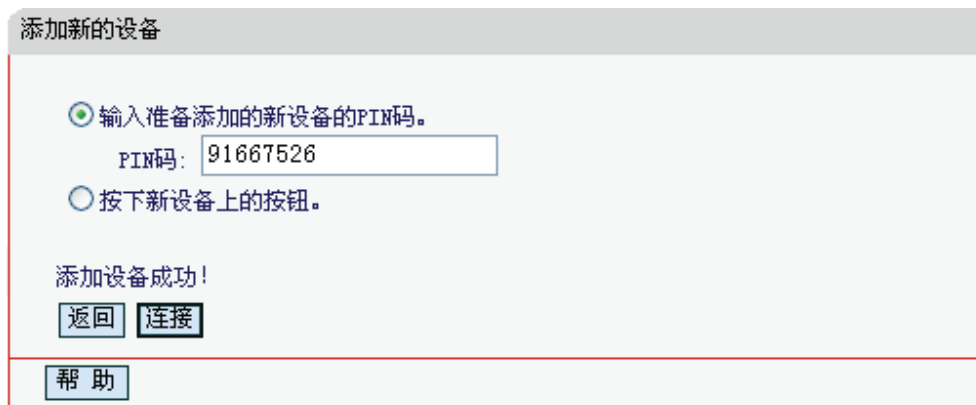 添加新的设备
输入准备添加的新设备的PIN码。
PIN码: 91667526
按下新设备上的按钮。
添加设备成功!
返回 连接
帮 助